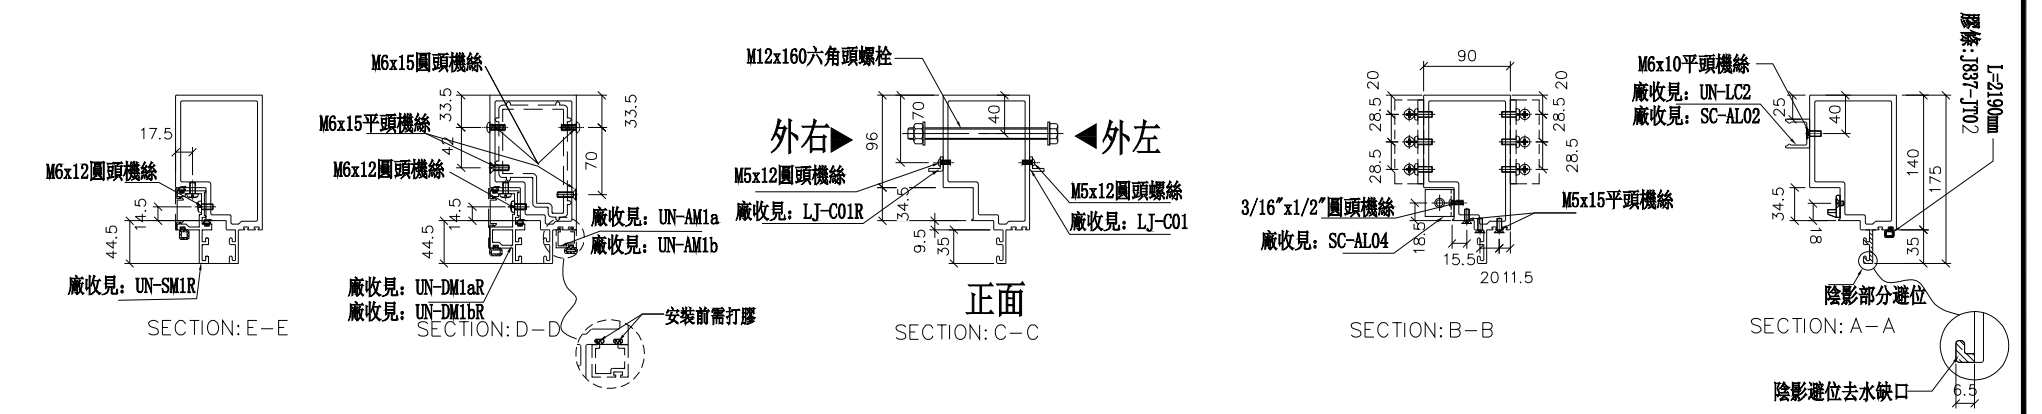 17.5
M6x12圓頭機絲
14.5
44.5
廠收見: UN-SM1R
SECTION: E-E
M6x15圓頭機絲
33.5
33.5
M6x15平頭機絲
42
M6x12圓頭機絲
70
14.5
44.5
廠收見: UN-AM1a
廠收見: UN-AM1b
廠收見: UN-DM1aR
廠收見: UN-DM1bR
SECTION: D-D
安裝前需打膠
M12x160六角頭螺栓
70
40
96
外右
外左
M5x12圓頭機絲
廠收見: LJ-C01R
34.5
9.5
35
M5x12圓頭螺絲
廠收見: LJ-C01
正面
SECTION: C-C
90
20
20
28.5
28.5
28.5
28.5
3/16"x1/2"圓頭機絲
M5x15平頭機絲
廠收見: SC-AL04
18.5
15.5
20
11.5
SECTION: B-B
M6x10平頭機絲
廠收見: UN-LC2
廠收見: SC-AL02
25
40
140
175
34.5
18
35
陰影部分避位
SECTION: A-A
陰影避位去水缺口
6.5
L=2190mm
膠條: J837-JT02